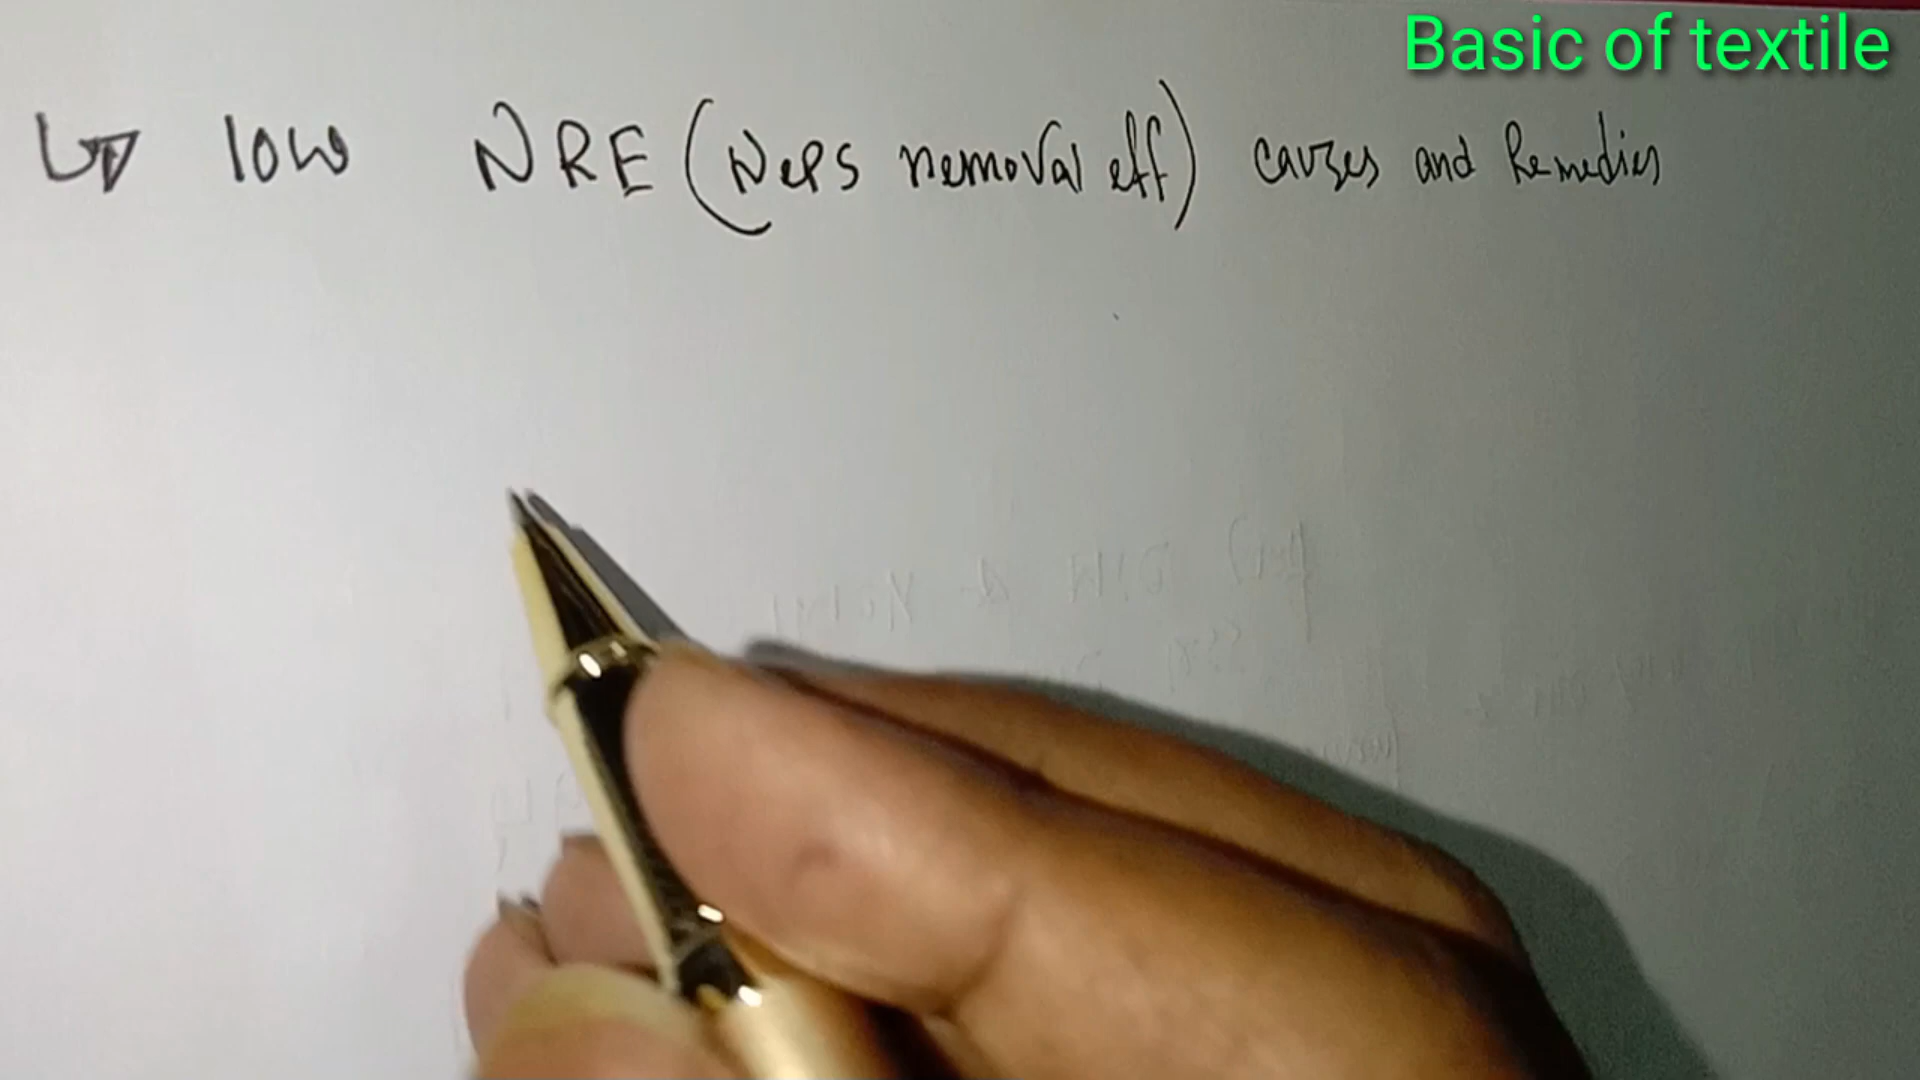 Basic of textile
low NRE (Neps removal eff) causes and Remedies